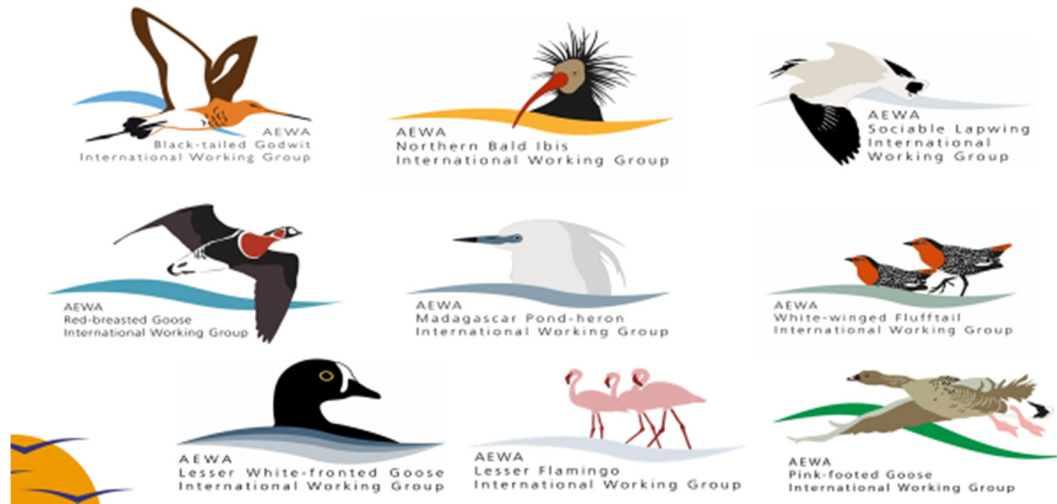 AEWA
Black-tailed Godwit
International Working Group
AEWA
Northern Bald Ibis
International Working Group
AEWA
Sociable Lapwing
International
Working Group
AEWA
Red-breasted Goose
International Working Group
AEWA
Madagascar Pond-heron
International Working Group
AEWA
White-winged Flufftail
International Working Group
AEWA
Lesser White-fronted Goose
International Working Group
AEWA
Lesser Flamingo
International Working Group
AEWA
Pink-footed Goose
International Working Group